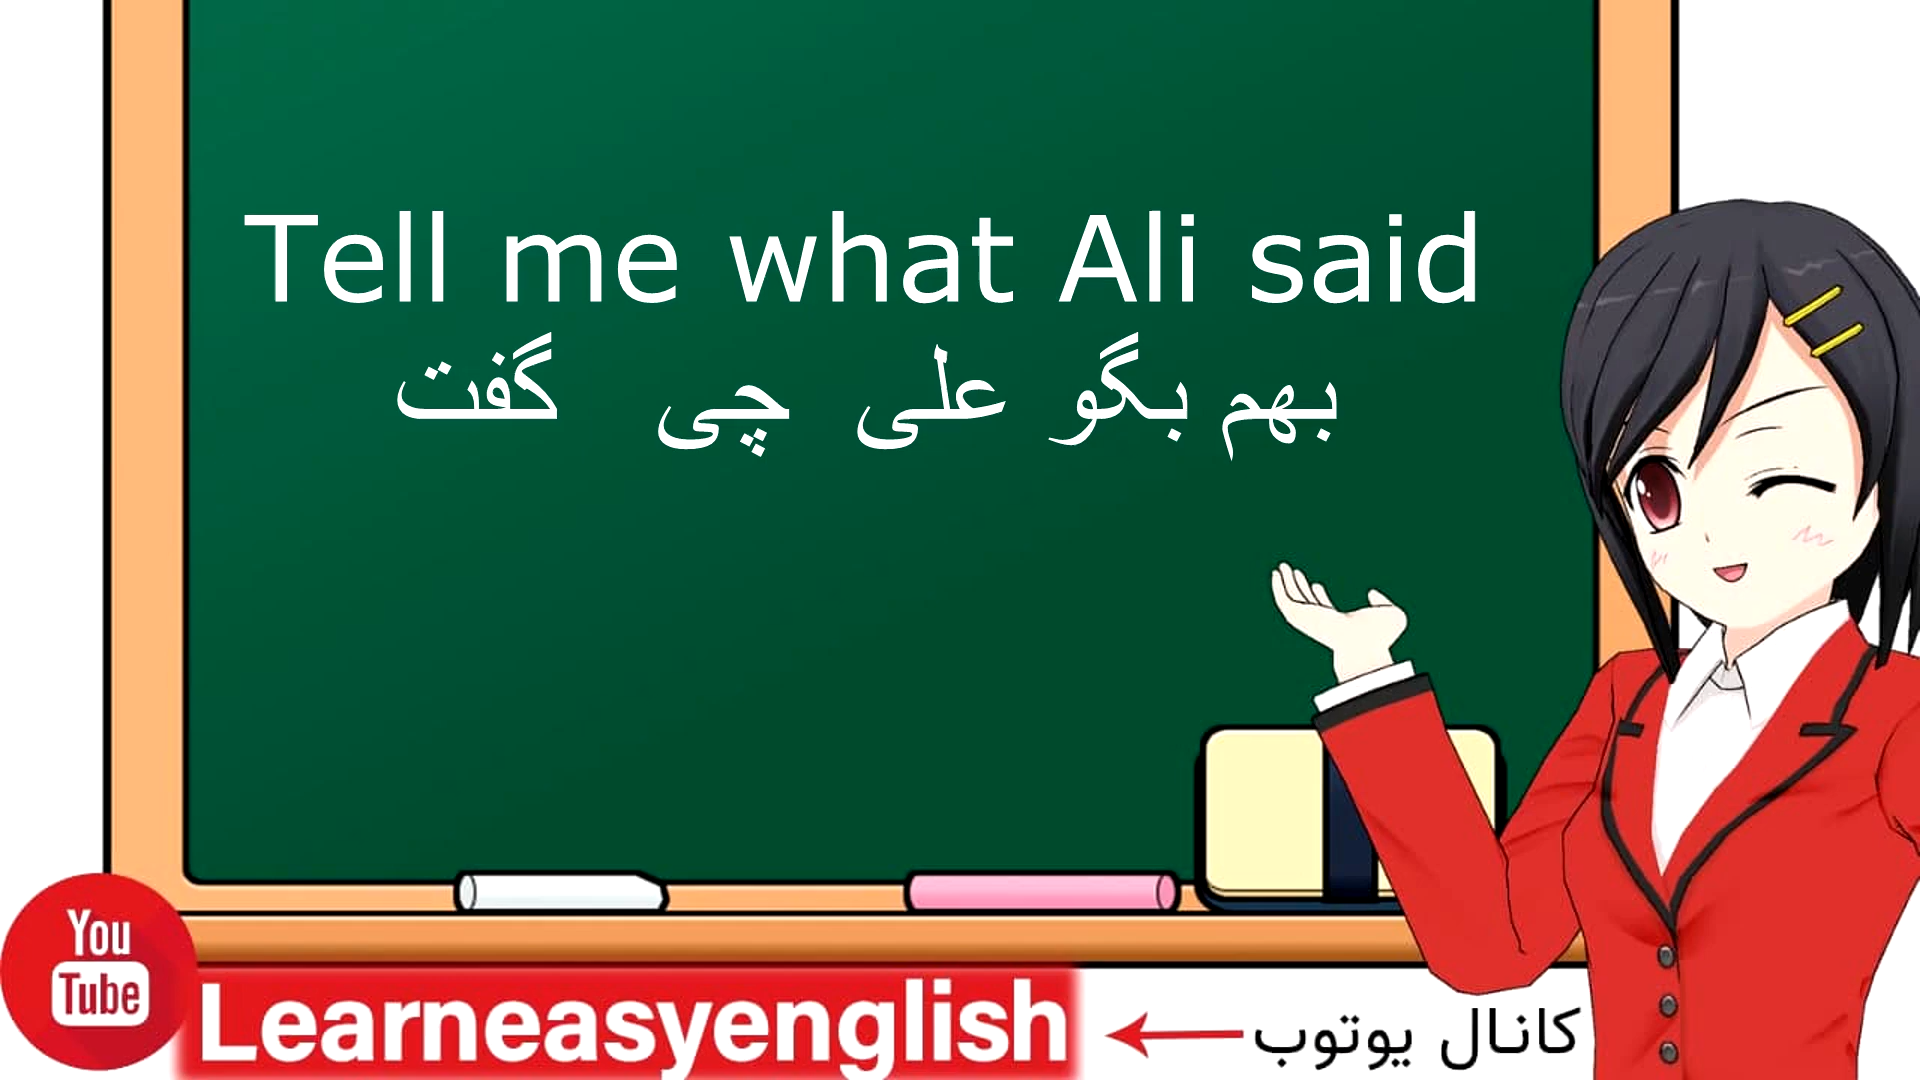 Tell me what Ali said
بهم بگو علی چی گفت
You
Tube
Learneasyenglish
کانال یوتوب